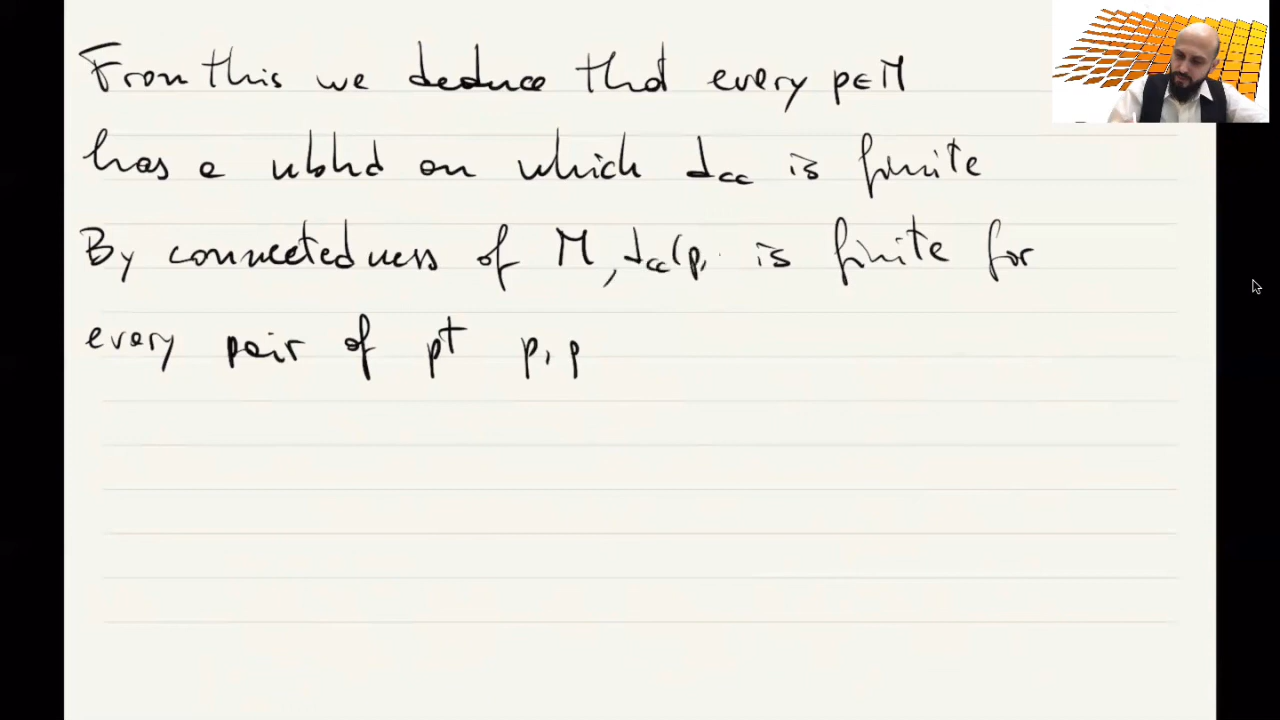 From this we deduce that every p∈M
has a nbhd on which dcc is finite
By connectedness of M, dcc(p, · is finite for
every pair of pt p, p